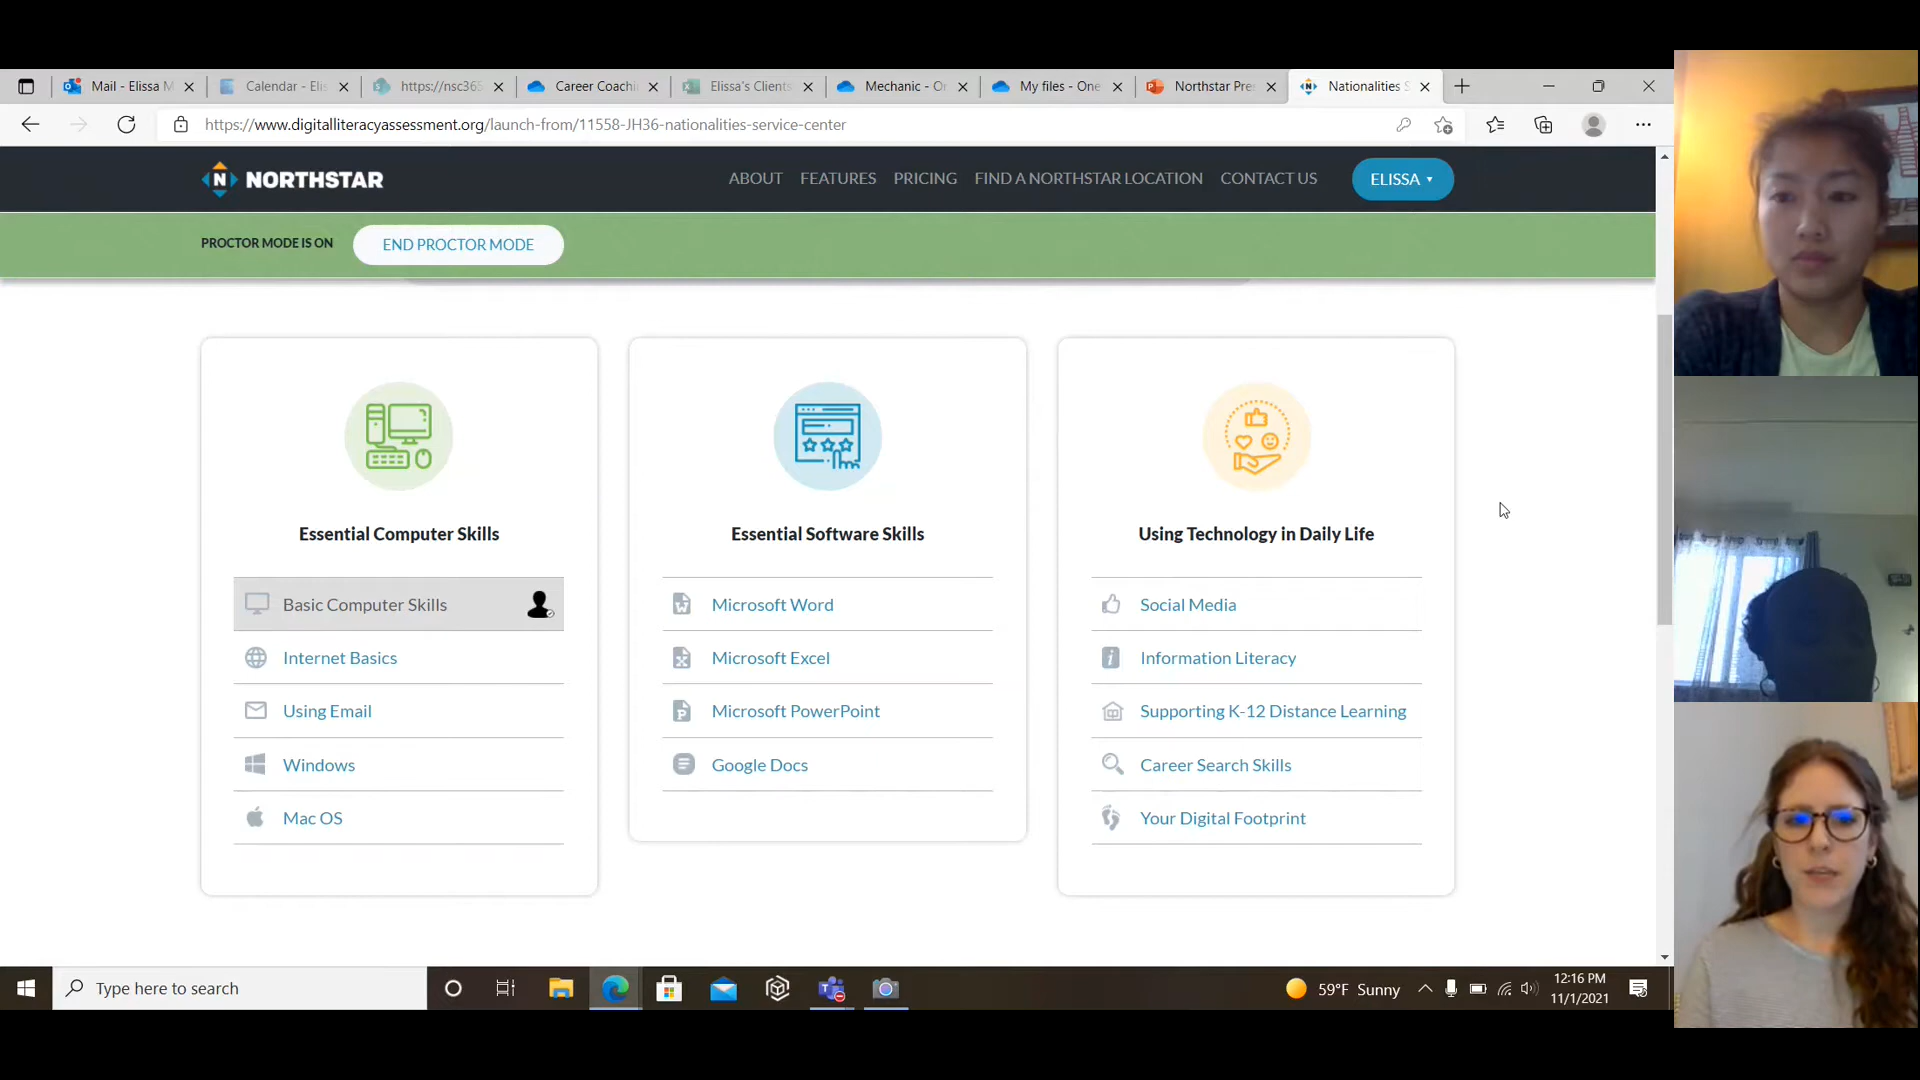 Mail - Elissa M
Calendar - Elis
https://nsc365
Career Coachi
Elissa's Clients
Mechanic - On
My files - One
Northstar Pres
Nationalities S
https://www.digitalliteracyassessment.org/launch-from/11558-JH36-nationalities-service-center
N NORTHSTAR
ABOUT FEATURES PRICING FIND A NORTHSTAR LOCATION CONTACT US ELISSA
PROCTOR MODE IS ON END PROCTOR MODE
Essential Computer Skills
Basic Computer Skills
Internet Basics
Using Email
Windows
Mac OS
Essential Software Skills
Microsoft Word
Microsoft Excel
Microsoft PowerPoint
Google Docs
Using Technology in Daily Life
Social Media
Information Literacy
Supporting K-12 Distance Learning
Career Search Skills
Your Digital Footprint
Type here to search
59°F Sunny
12:16 PM
11/1/2021